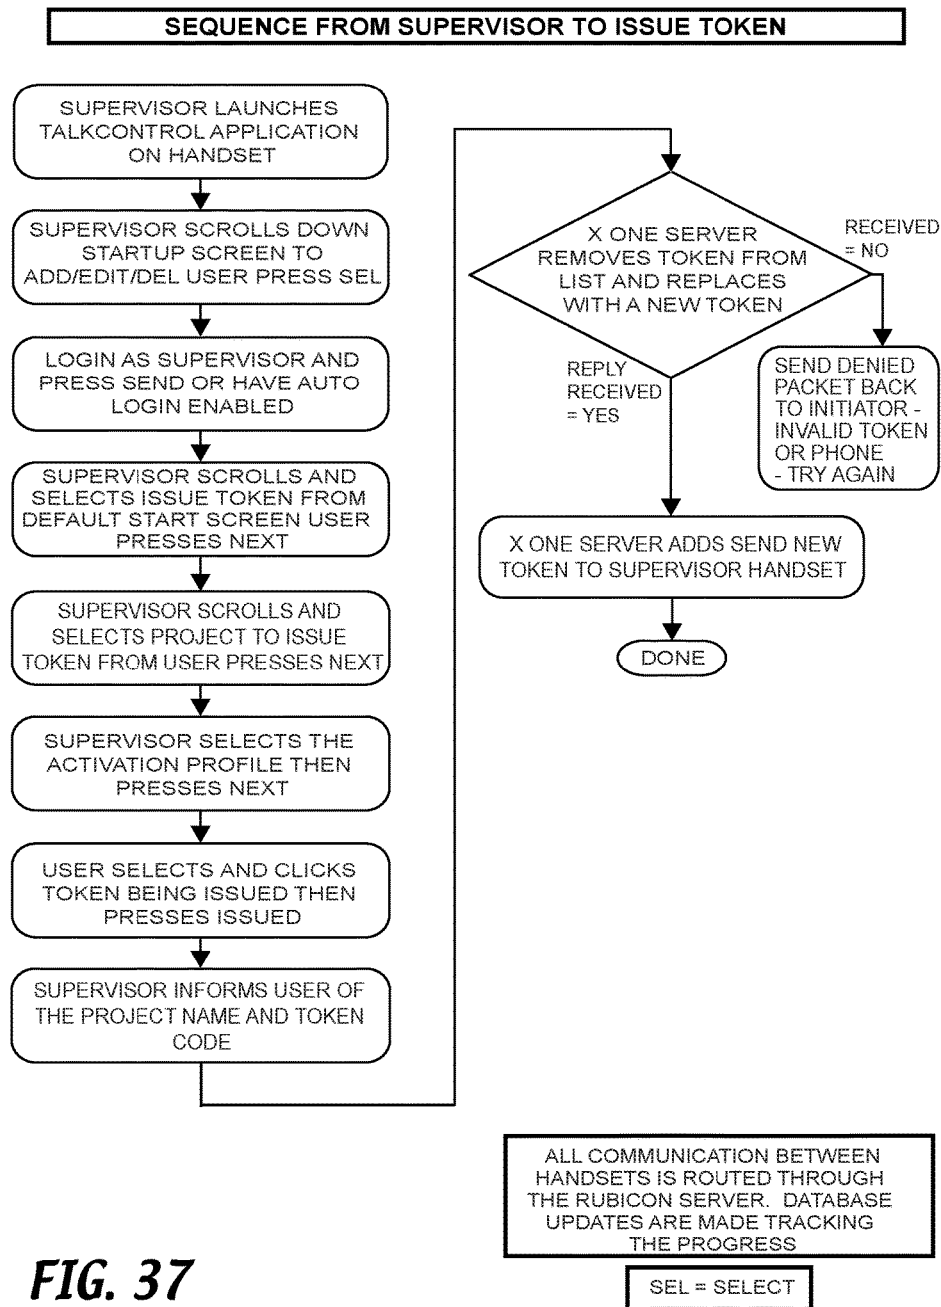 SEQUENCE FROM SUPERVISOR TO ISSUE TOKEN
SUPERVISOR LAUNCHES
TALKCONTROL APPLICATION
ON HANDSET
SUPERVISOR SCROLLS DOWN
STARTUP SCREEN TO
ADD/EDIT/DEL USER PRESS SEL
LOGIN AS SUPERVISOR AND
PRESS SEND OR HAVE AUTO
LOGIN ENABLED
SUPERVISOR SCROLLS AND
SELECTS ISSUE TOKEN FROM
DEFAULT START SCREEN USER
PRESSES NEXT
SUPERVISOR SCROLLS AND
SELECTS PROJECT TO ISSUE
TOKEN FROM USER PRESSES NEXT
SUPERVISOR SELECTS THE
ACTIVATION PROFILE THEN
PRESSES NEXT
USER SELECTS AND CLICKS
TOKEN BEING ISSUED THEN
PRESSES ISSUED
SUPERVISOR INFORMS USER OF
THE PROJECT NAME AND TOKEN
CODE
X ONE SERVER
REMOVES TOKEN FROM
LIST AND REPLACES
WITH A NEW TOKEN
RECEIVED
= NO
SEND DENIED
PACKET BACK
TO INITIATOR -
INVALID TOKEN
OR PHONE
- TRY AGAIN
REPLY
RECEIVED
= YES
X ONE SERVER ADDS SEND NEW
TOKEN TO SUPERVISOR HANDSET
DONE
ALL COMMUNICATION BETWEEN
HANDSETS IS ROUTED THROUGH
THE RUBICON SERVER. DATABASE
UPDATES ARE MADE TRACKING
THE PROGRESS
SEL = SELECT
FIG. 37